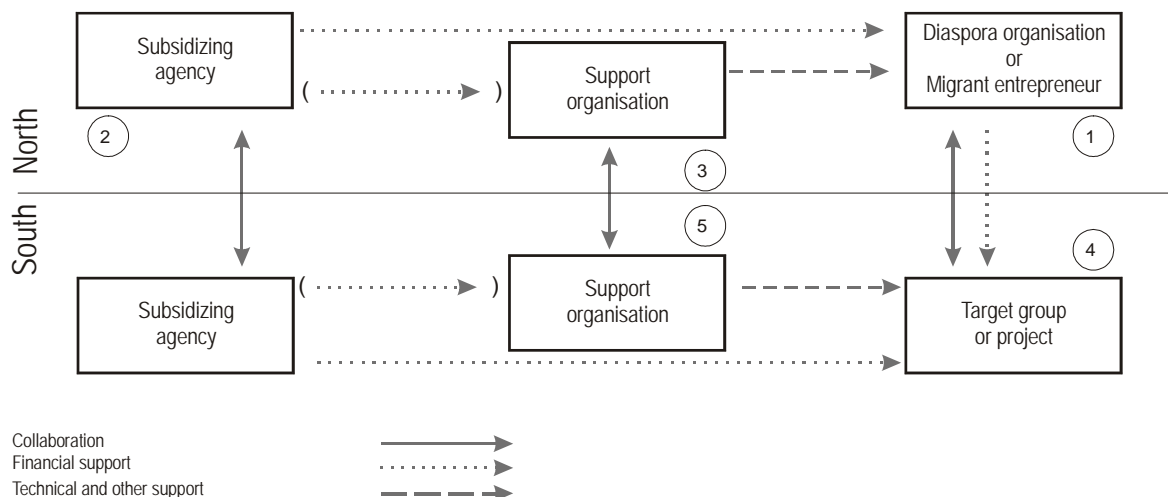 Subsidizing
agency
( )
Support
organisation
Diaspora organisation
or
Migrant entrepreneur
2
3
1
North
South
5
4
Subsidizing
agency
( )
Support
organisation
Target group
or project
Collaboration
Financial support
Technical and other support